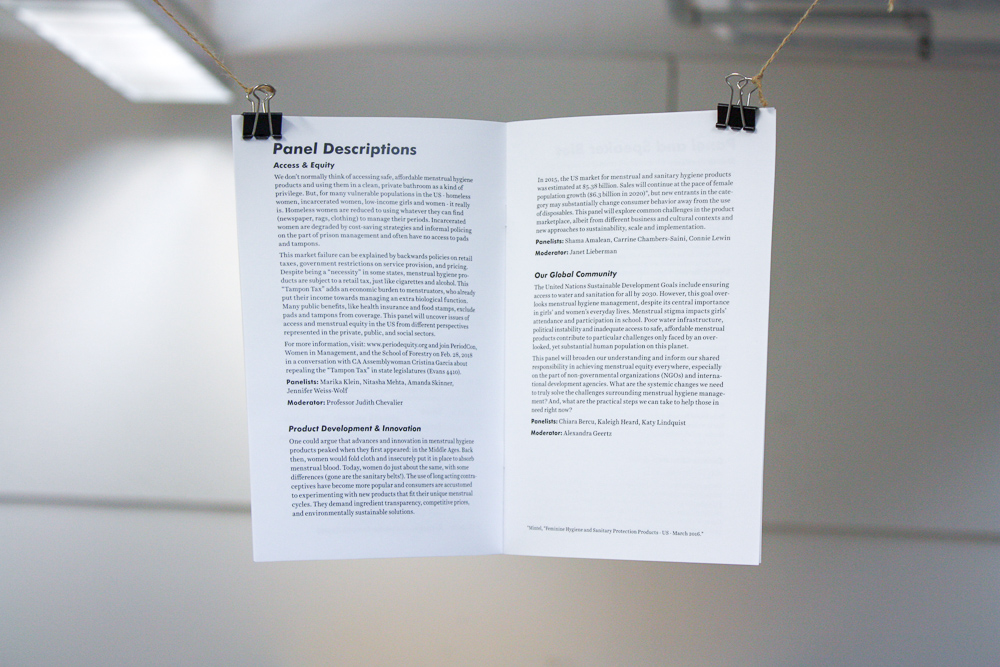 Panel Descriptions
Access & Equity
We don't normally think of accessing safe, affordable menstrual hygiene
products and using them in a clean, private bathroom as a kind of
privilege. But, for many vulnerable populations in the US - homeless
women, incarcerated women, low-income girls and women - it really
is. Homeless women are reduced to using whatever they can find
(newspaper, rags, clothing) to manage their periods. Incarcerated
women are degraded by cost-saving strategies and informal policing
on the part of prison management and often have no access to pads
and tampons.
This market failure can be explained by backwards policies on retail
taxes, government restrictions on service provision, and pricing.
Despite being a "necessity" in some states, menstrual hygiene pro-
ducts are subject to a retail tax, just like cigarettes and alcohol. This
"Tampon Tax" adds an economic burden to menstruators, who already
put their income towards managing an extra biological function.
Many public benefits, like health insurance and food stamps, exclude
pads and tampons from coverage. This panel will uncover issues of
access and menstrual equity in the US from different perspectives
represented in the private, public, and social sectors.
For more information, visit: www.periodequity.org and join PeriodCon,
Women in Management, and the School of Forestry on Feb. 28, 2018
in a conversation with CA Assemblywoman Cristina Garcia about
repealing the "Tampon Tax" in state legislatures (Evans 4410).
Panelists: Marika Klein, Nitasha Mehta, Amanda Skinner,
Jennifer Weiss-Wolf
Moderator: Professor Judith Chevalier
Product Development & Innovation
One could argue that advances and innovation in menstrual hygiene
products peaked when they first appeared: in the Middle Ages. Back
then, women would fold cloth and insecurely put it in place to absorb
menstrual blood. Today, women do just about the same, with some
differences (gone are the sanitary belts!). The use of long acting contra-
ceptives have become more popular and consumers are accustomed
to experimenting with new products that fit their unique menstrual
cycles. They demand ingredient transparency, competitive prices,
and environmentally sustainable solutions.
In 2015, the US market for menstrual and sanitary hygiene products
was estimated at $5.38 billion. Sales will continue at the pace of female
population growth ($6.3 billion in 2020)*, but new entrants in the cate-
gory may substantially change consumer behavior away from the use
of disposables. This panel will explore common challenges in the product
marketplace, albeit from different business and cultural contexts and
new approaches to sustainability, scale and implementation.
Panelists: Shama Amalean, Carrine Chambers-Saini, Connie Lewin
Moderator: Janet Lieberman
Our Global Community
The United Nations Sustainable Development Goals include ensuring
access to water and sanitation for all by 2030. However, this goal over-
looks menstrual hygiene management, despite its central importance
in girls' and women's everyday lives. Menstrual stigma impacts girls'
attendance and participation in school. Poor water infrastructure,
political instability and inadequate access to safe, affordable menstrual
products contribute to particular challenges only faced by an over-
looked, yet substantial human population on this planet.
This panel will broaden our understanding and inform our shared
responsibility in achieving menstrual equity everywhere, especially
on the part of non-governmental organizations (NGOs) and interna-
tional development agencies. What are the systemic changes we need
to truly solve the challenges surrounding menstrual hygiene manage-
ment? And, what are the practical steps we can take to help those in
need right now?
Panelists: Chiara Bercu, Kaleigh Heard, Katy Lindquist
Moderator: Alexandra Geertz
*Mintel, "Feminine Hygiene and Sanitary Protection Products - US - March 2016."